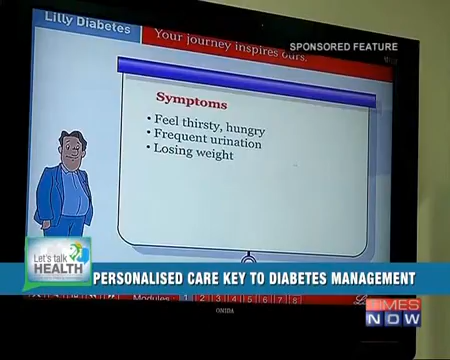 Lilly Diabetes
Your journey inspires ours.
SPONSORED FEATURE
Symptoms
• Feel thirsty, hungry
• Frequent urination
• Losing weight
Let's talk
HEALTH
PERSONALISED CARE KEY TO DIABETES MANAGEMENT
Modules 1 2 3 4 5 6 7 8
TIMES
NOW
ONIDA